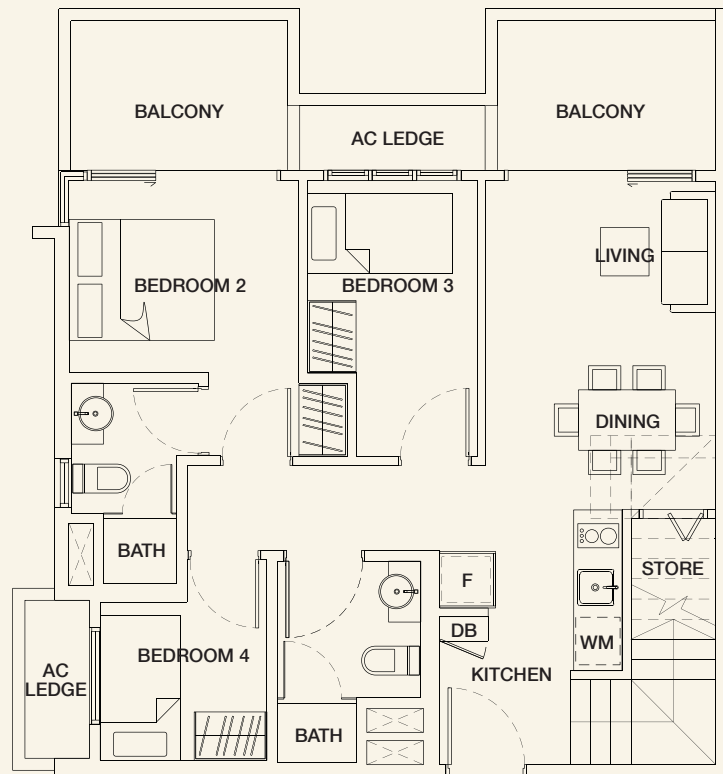 BALCONY
BALCONY
AC LEDGE
LIVING
BEDROOM 2
BEDROOM 3
DINING
BATH
STORE
F
DB
WM
BEDROOM 4
AC
LEDGE
KITCHEN
BATH